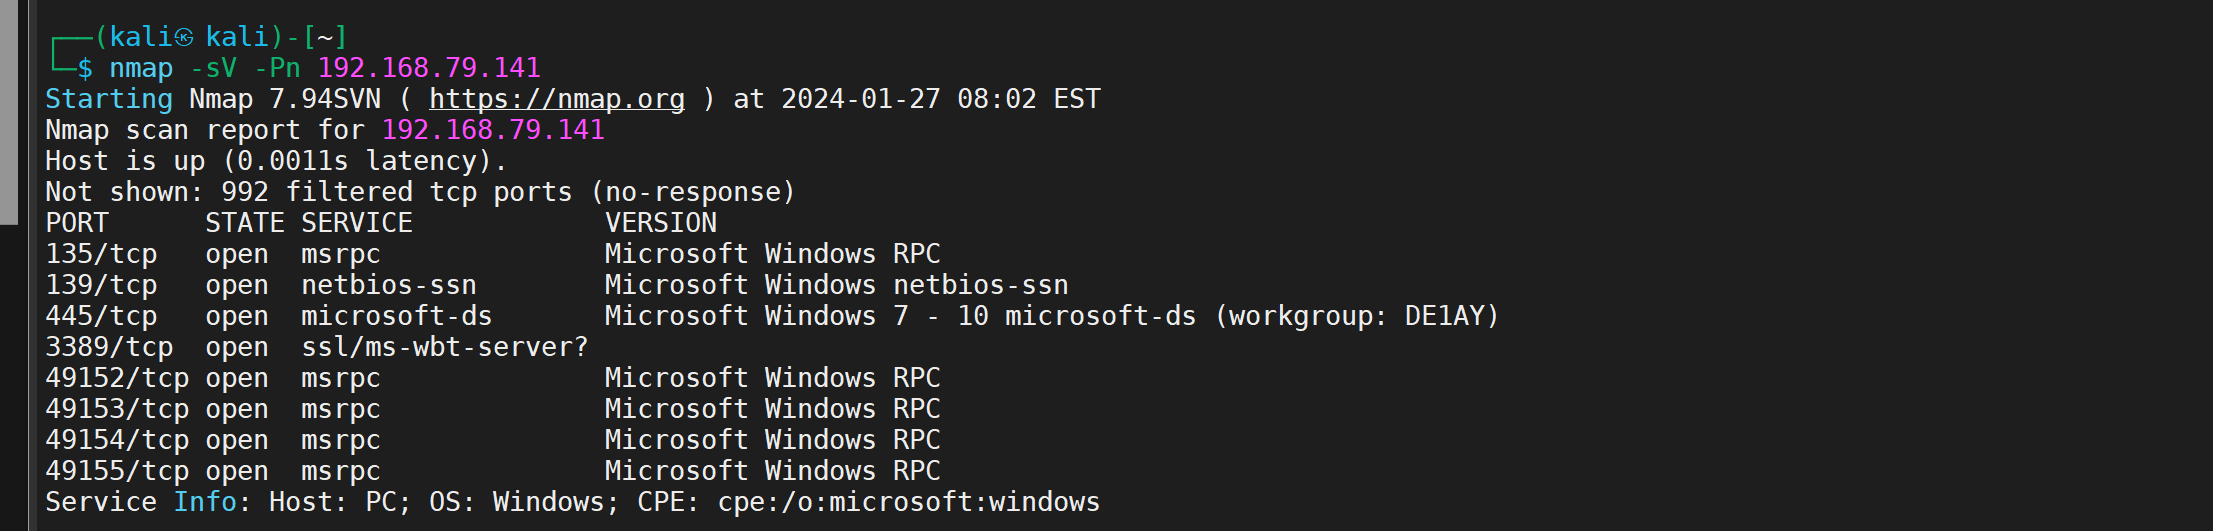 ┌──(kali㉿ kali)-[~]
└─$ nmap -sV -Pn 192.168.79.141
Starting Nmap 7.94SVN ( https://nmap.org ) at 2024-01-27 08:02 EST
Nmap scan report for 192.168.79.141
Host is up (0.0011s latency).
Not shown: 992 filtered tcp ports (no-response)
PORT      STATE SERVICE            VERSION
135/tcp   open  msrpc              Microsoft Windows RPC
139/tcp   open  netbios-ssn        Microsoft Windows netbios-ssn
445/tcp   open  microsoft-ds       Microsoft Windows 7 - 10 microsoft-ds (workgroup: DE1AY)
3389/tcp  open  ssl/ms-wbt-server?
49152/tcp open  msrpc              Microsoft Windows RPC
49153/tcp open  msrpc              Microsoft Windows RPC
49154/tcp open  msrpc              Microsoft Windows RPC
49155/tcp open  msrpc              Microsoft Windows RPC
Service Info: Host: PC; OS: Windows; CPE: cpe:/o:microsoft:windows